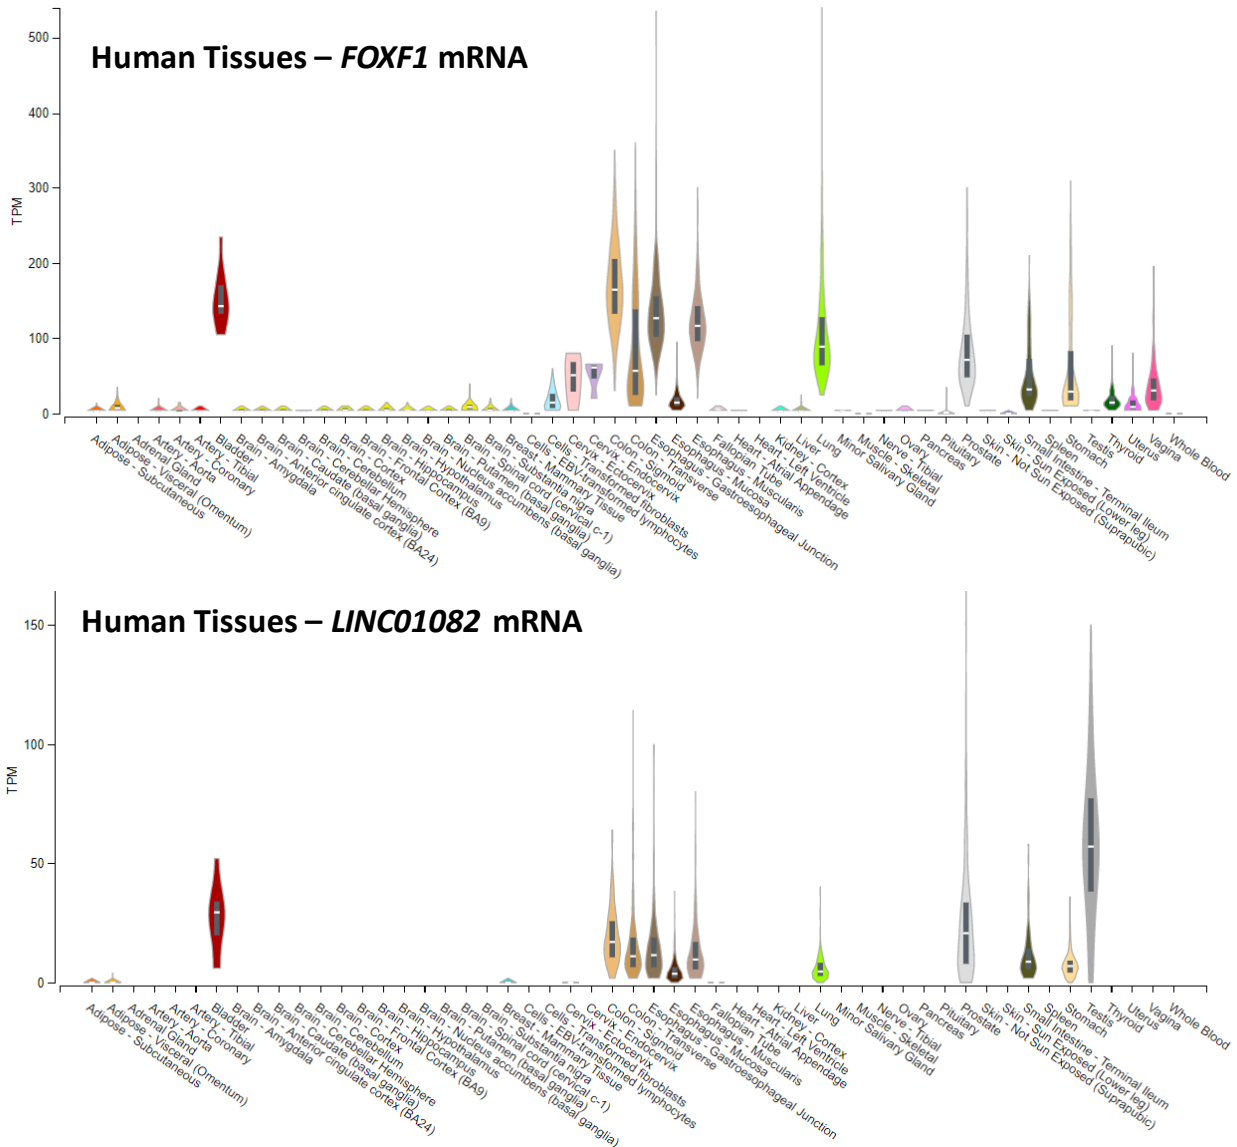 500
Human Tissues – FOXF1 mRNA
400
300
TPM
200
100
0
Adipose - Subcutaneous
Adipose - Visceral (Omentum)
Adrenal Gland
Artery - Aorta
Artery - Coronary
Artery - Tibial
Bladder
Brain - Amygdala
Brain - Anterior cingulate cortex (BA24)
Brain - Caudate (basal ganglia)
Brain - Cerebellar Hemisphere
Brain - Cerebellum
Brain - Cortex
Brain - Frontal Cortex (BA9)
Brain - Hippocampus
Brain - Hypothalamus
Brain - Nucleus accumbens (basal ganglia)
Brain - Putamen (basal ganglia)
Brain - Spinal cord (cervical c-1)
Brain - Substantia nigra
Breast - Mammary Tissue
Cells - EBV-transformed lymphocytes
Cells - Transformed fibroblasts
Cervix - Ectocervix
Cervix - Endocervix
Colon - Sigmoid
Colon - Transverse
Esophagus - Gastroesophageal Junction
Esophagus - Mucosa
Esophagus - Muscularis
Fallopian Tube
Heart - Atrial Appendage
Heart - Left Ventricle
Kidney - Cortex
Liver
Lung
Minor Salivary Gland
Muscle - Skeletal
Nerve - Tibial
Ovary
Pancreas
Pituitary
Prostate
Skin - Not Sun Exposed (Suprapubic)
Skin - Sun Exposed (Lower leg)
Small Intestine - Terminal Ileum
Spleen
Stomach
Testis
Thyroid
Uterus
Vagina
Whole Blood
Human Tissues – LINC01082 mRNA
150
100
TPM
50
0
Adipose - Subcutaneous
Adipose - Visceral (Omentum)
Adrenal Gland
Artery - Aorta
Artery - Coronary
Artery - Tibial
Bladder
Brain - Amygdala
Brain - Anterior cingulate cortex (BA24)
Brain - Caudate (basal ganglia)
Brain - Cerebellar Hemisphere
Brain - Cerebellum
Brain - Cortex
Brain - Frontal Cortex (BA9)
Brain - Hippocampus
Brain - Hypothalamus
Brain - Nucleus accumbens (basal ganglia)
Brain - Putamen (basal ganglia)
Brain - Spinal cord (cervical c-1)
Brain - Substantia nigra
Breast - Mammary Tissue
Cells - EBV-transformed lymphocytes
Cells - Transformed fibroblasts
Cervix - Ectocervix
Cervix - Endocervix
Colon - Sigmoid
Colon - Transverse
Esophagus - Gastroesophageal Junction
Esophagus - Mucosa
Esophagus - Muscularis
Fallopian Tube
Heart - Atrial Appendage
Heart - Left Ventricle
Kidney - Cortex
Liver
Lung
Minor Salivary Gland
Muscle - Skeletal
Nerve - Tibial
Ovary
Pancreas
Pituitary
Prostate
Skin - Not Sun Exposed (Suprapubic)
Skin - Sun Exposed (Lower leg)
Small Intestine - Terminal Ileum
Spleen
Stomach
Testis
Thyroid
Uterus
Vagina
Whole Blood